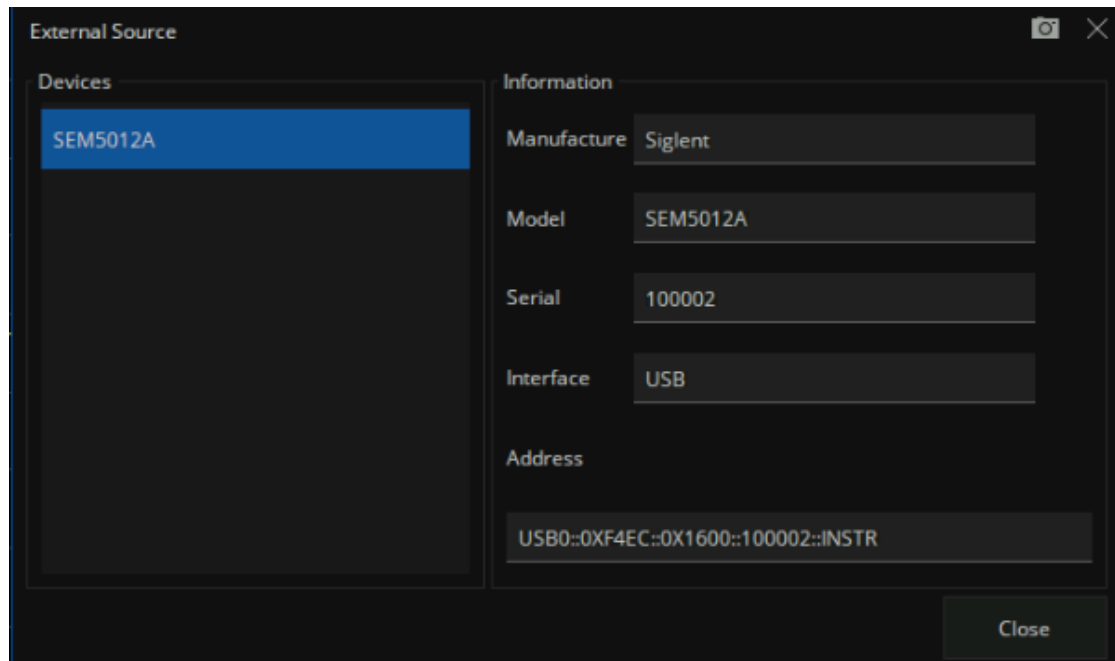 External Source
Devices
SEM5012A
Information
Manufacture Siglent
Model SEM5012A
Serial 100002
Interface USB
Address
USB0::0XF4EC::0X1600::100002::INSTR
Close